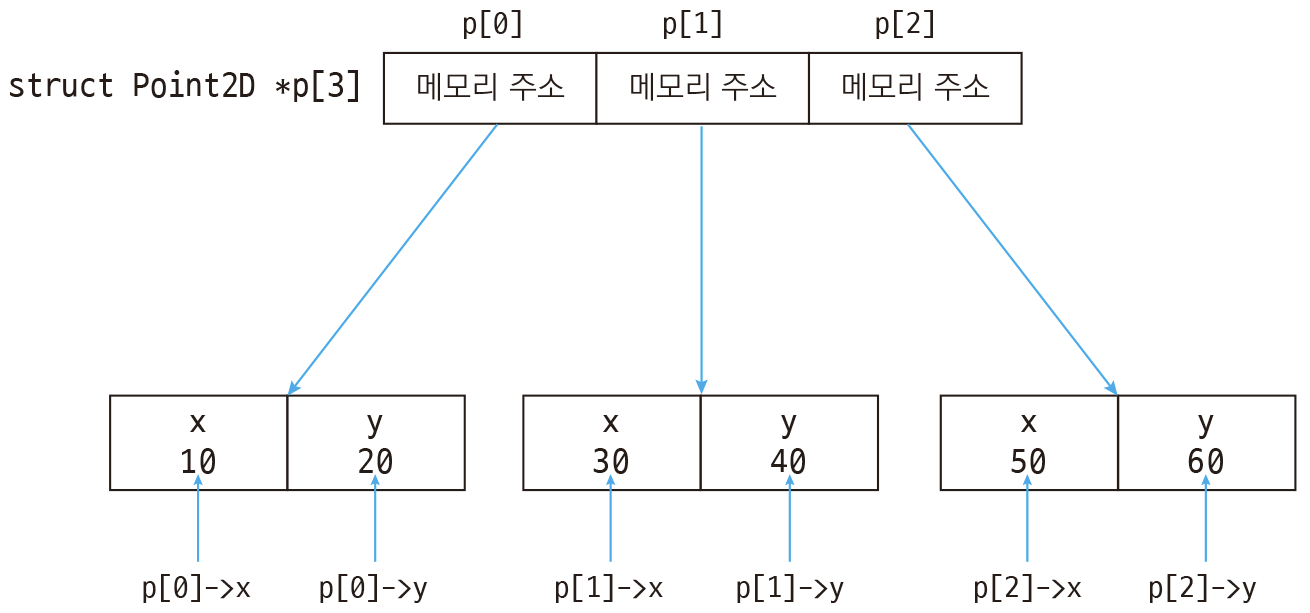 p[0] p[1] p[2]
struct Point2D *p[3] 메모리 주소 메모리 주소 메모리 주소
x y x y x y
10 20 30 40 50 60
p[0]->x p[0]->y p[1]->x p[1]->y p[2]->x p[2]->y